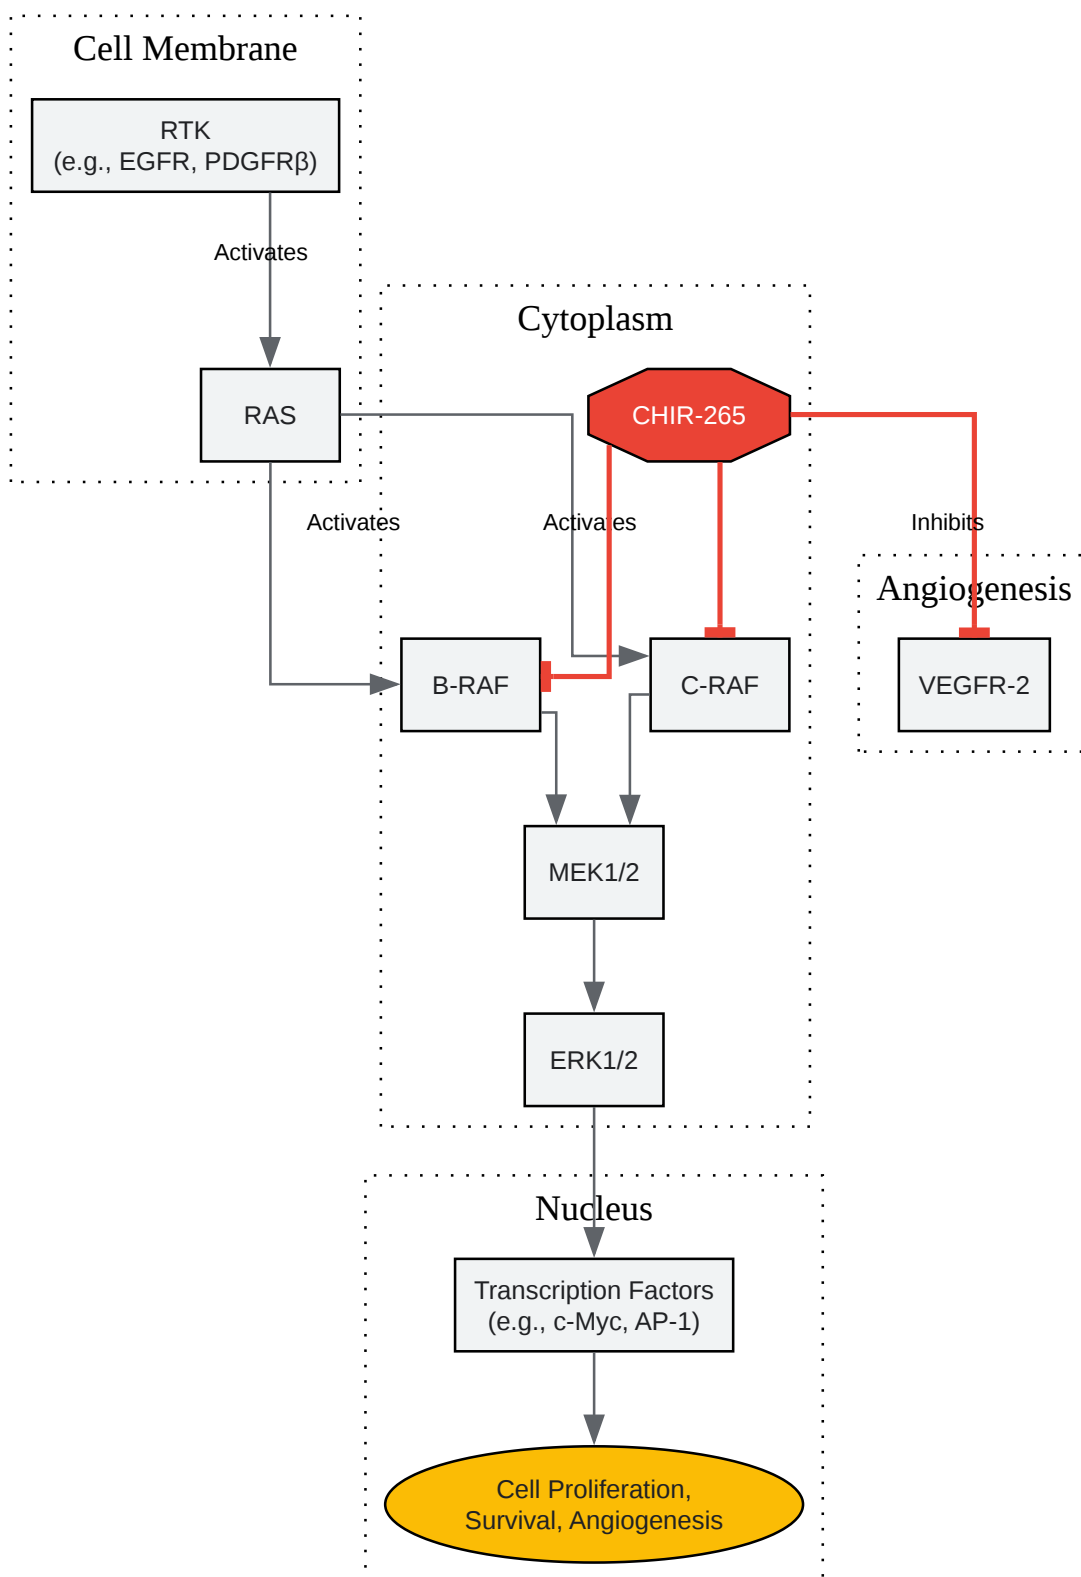 Cell Membrane
RTK
(e.g., EGFR, PDGFRβ)
Activates
RAS
Cytoplasm
CHIR-265
Activates
Activates
Inhibits
Angiogenesis
B-RAF
C-RAF
VEGFR-2
MEK1/2
ERK1/2
Nucleus
Transcription Factors
(e.g., c-Myc, AP-1)
Cell Proliferation,
Survival, Angiogenesis